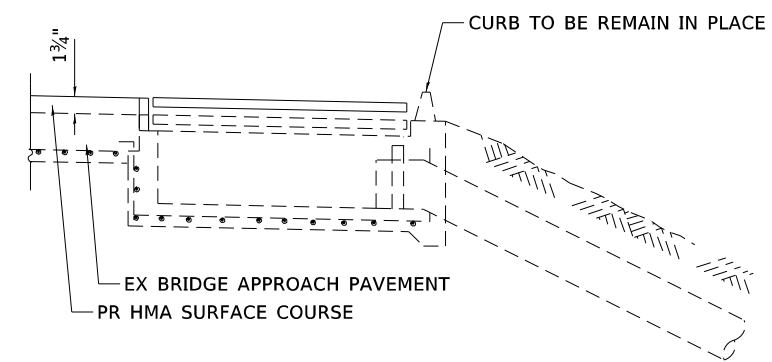 CURB TO BE REMAIN IN PLACE
1¾"
EX BRIDGE APPROACH PAVEMENT
PR HMA SURFACE COURSE